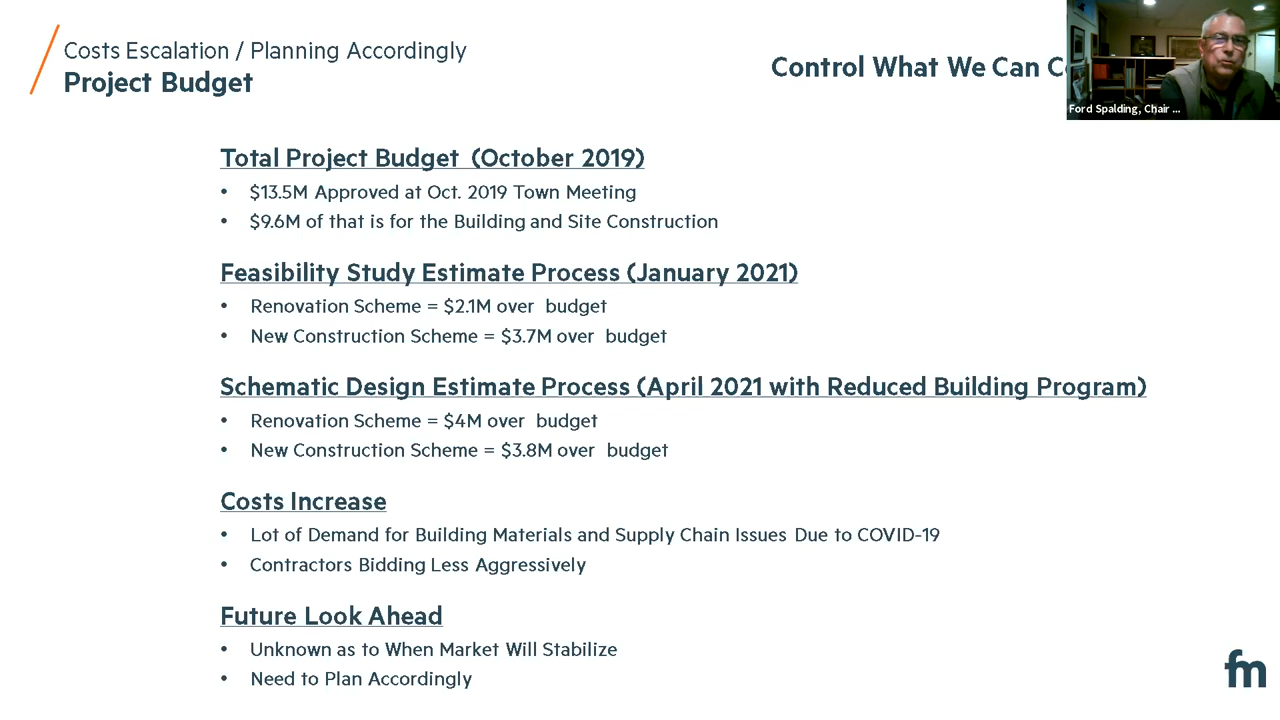 Costs Escalation / Planning Accordingly
Project Budget
Control What We Can
Ford Spalding, Chair ...
Total Project Budget (October 2019)
• $13.5M Approved at Oct. 2019 Town Meeting
• $9.6M of that is for the Building and Site Construction
Feasibility Study Estimate Process (January 2021)
• Renovation Scheme = $2.1M over budget
• New Construction Scheme = $3.7M over budget
Schematic Design Estimate Process (April 2021 with Reduced Building Program)
• Renovation Scheme = $4M over budget
• New Construction Scheme = $3.8M over budget
Costs Increase
• Lot of Demand for Building Materials and Supply Chain Issues Due to COVID-19
• Contractors Bidding Less Aggressively
Future Look Ahead
• Unknown as to When Market Will Stabilize
• Need to Plan Accordingly
fm